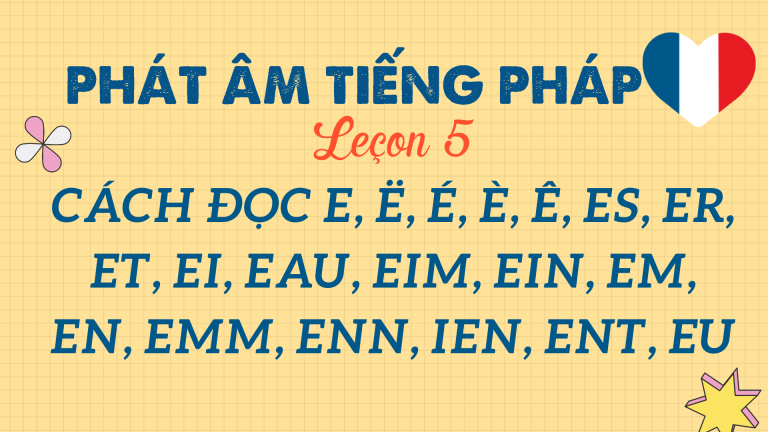 PHÁT ÂM TIẾNG PHÁP
Leçon 5
CÁCH ĐỌC E, Ë, É, È, Ê, ES, ER,
ET, EI, EAU, EIM, EIN, EM,
EN, EMM, ENN, IEN, ENT, EU